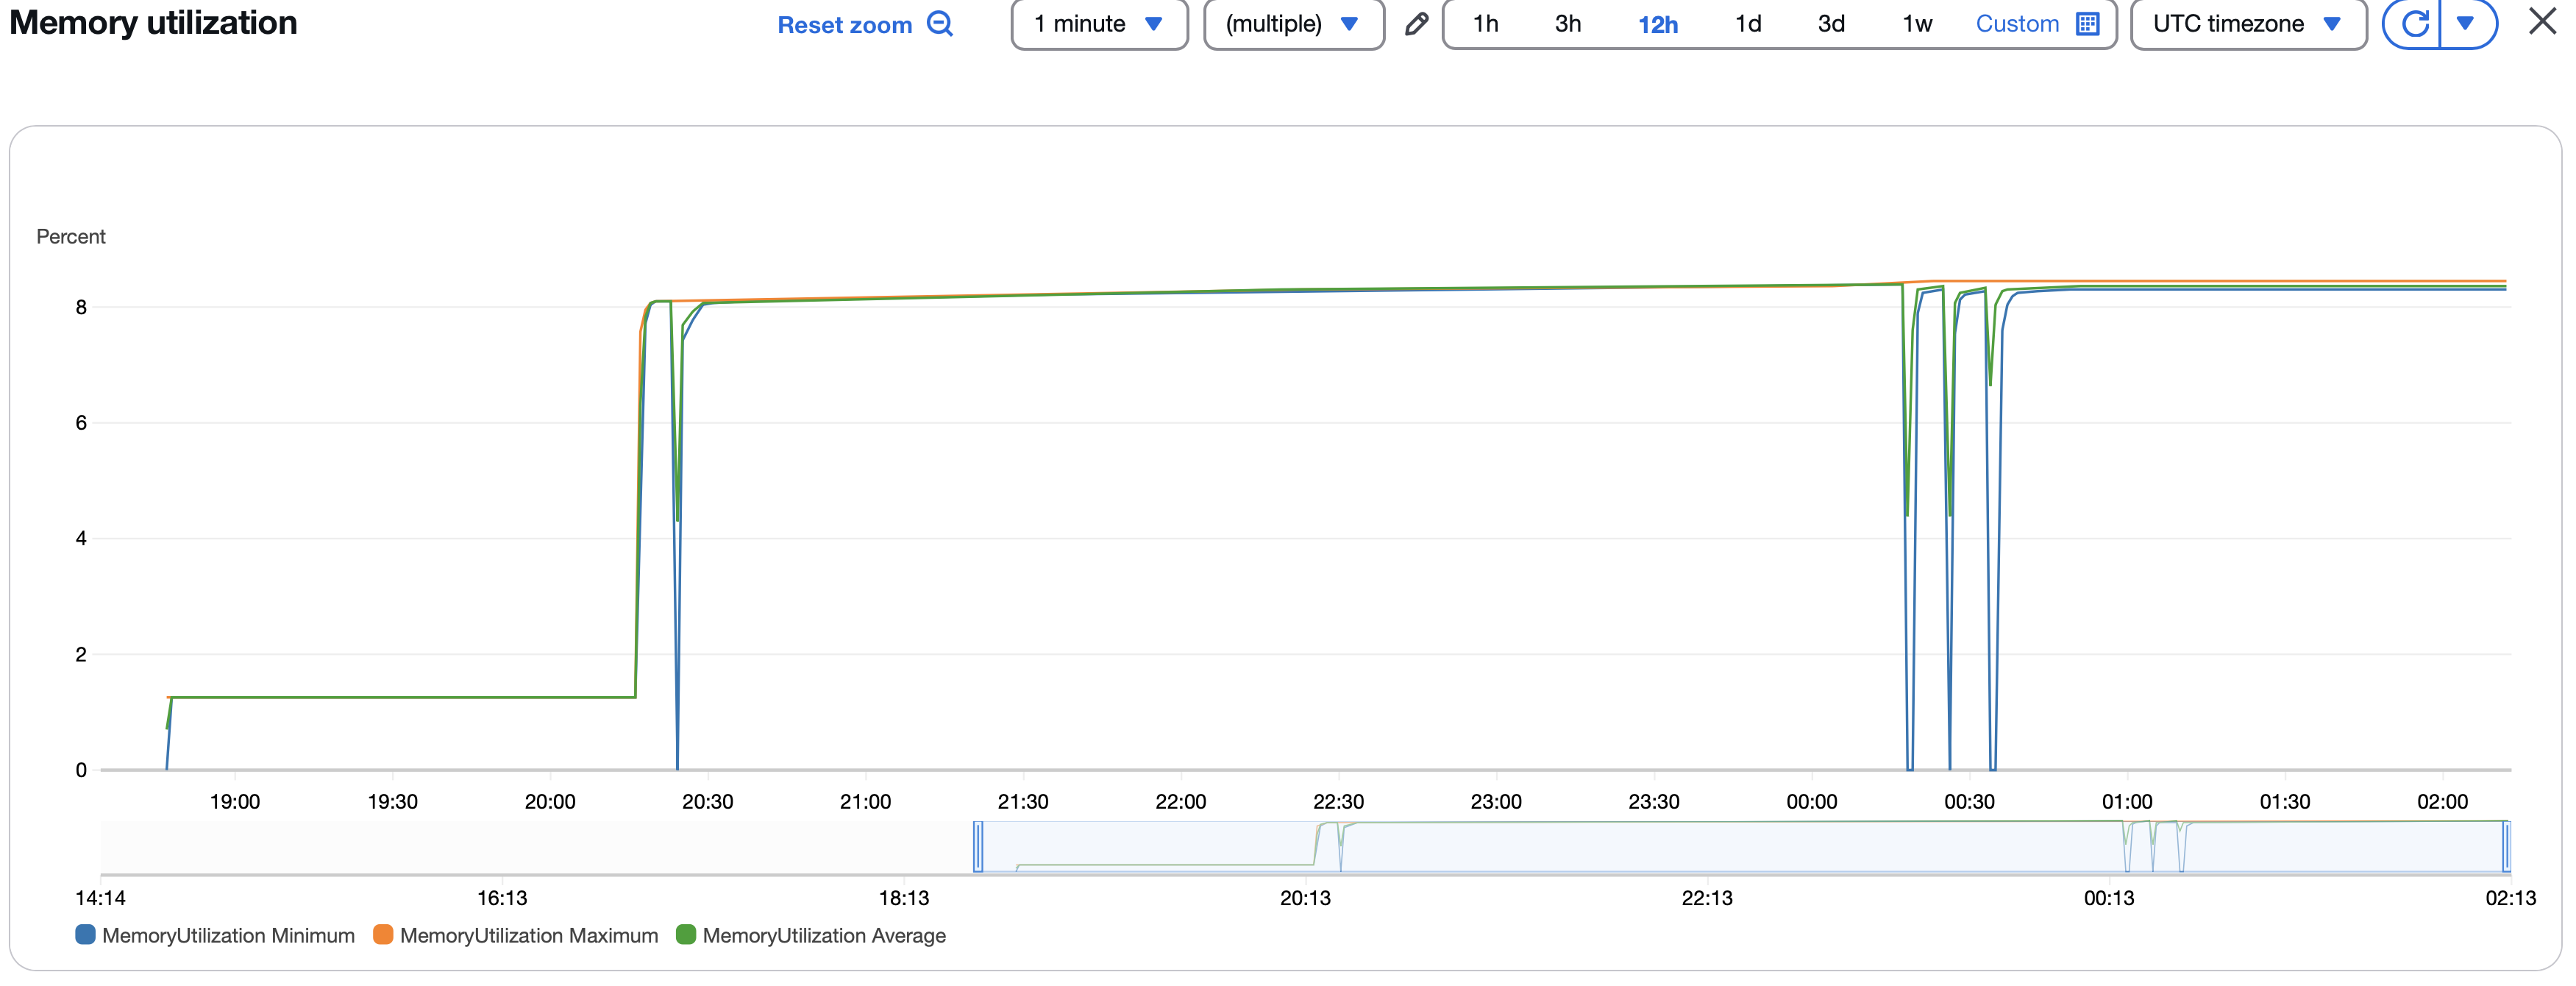 Memory utilization Reset zoom 1 minute (multiple) 1h 3h 12h 1d 3d 1w Custom UTC timezone
Percent
8
6
4
2
0
19:00 19:30 20:00 20:30 21:00 21:30 22:00 22:30 23:00 23:30 00:00 00:30 01:00 01:30 02:00
14:14 16:13 18:13 20:13 22:13 00:13 02:13
MemoryUtilization Minimum MemoryUtilization Maximum MemoryUtilization Average